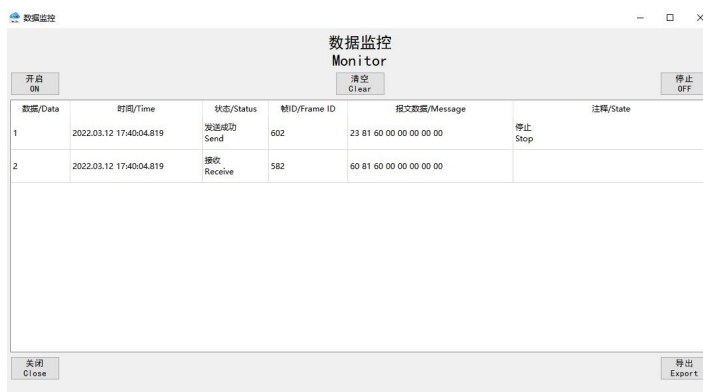 数据监控
数据监控
Monitor
开启
ON
清空
Clear
停止
OFF
数据/Data 时间/Time 状态/Status 帧ID/Frame ID 报文数据/Message 注释/State
1 2022.03.12 17:40:04.819 发送成功 Send 602 23 81 60 00 00 00 00 00 停止 Stop
2 2022.03.12 17:40:04.819 接收 Receive 582 60 81 60 00 00 00 00 00
关闭
Close
导出
Export